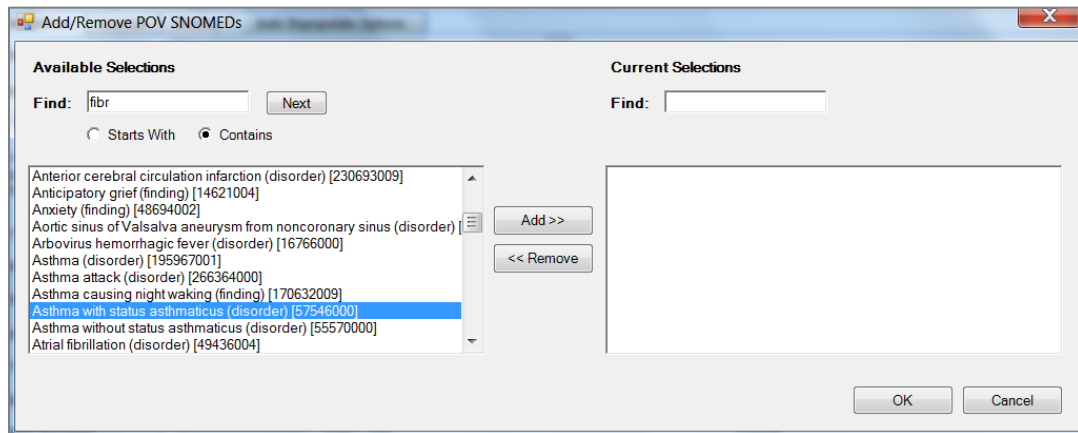 Add/Remove POV SNOMEDs
Available Selections
Current Selections
Find: fibr Next
Find:
Starts With Contains
Anterior cerebral circulation infarction (disorder) [230693009]
Anticipatory grief (finding) [14621004]
Anxiety (finding) [48694002]
Aortic sinus of Valsalva aneurysm from noncoronary sinus (disorder) [
Arbovirus hemorrhagic fever (disorder) [16766000]
Asthma (disorder) [195967001]
Asthma attack (disorder) [266364000]
Asthma causing night waking (finding) [170632009]
Asthma with status asthmaticus (disorder) [57546000]
Asthma without status asthmaticus (disorder) [55570000]
Atrial fibrillation (disorder) [49436004]
Add >>
<< Remove
OK Cancel